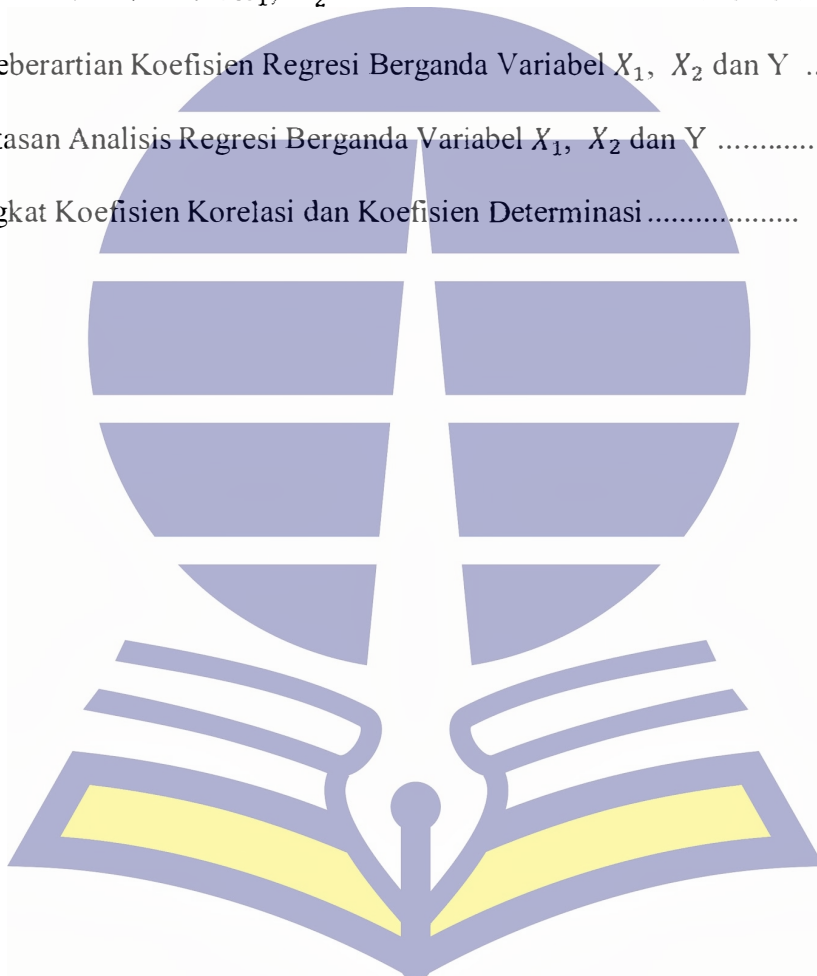 eberartian Koefisien Regresi Berganda Variabel X₁, X₂ dan Y ..
tasan Analisis Regresi Berganda Variabel X₁, X₂ dan Y ............
gkat Koefisien Korelasi dan Koefisien Determinasi..................